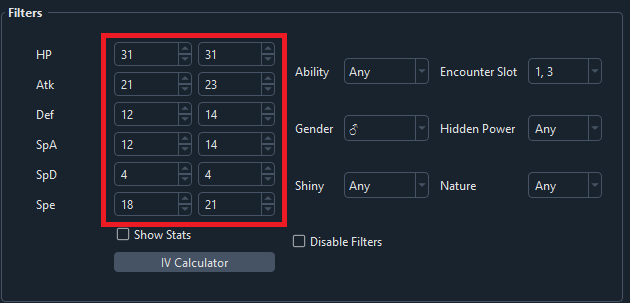 Filters
HP 31 31
Atk 21 23
Def 12 14
SpA 12 14
SpD 4 4
Spe 18 21
Show Stats
IV Calculator
Ability Any Encounter Slot 1, 3
Gender ♂ Hidden Power Any
Shiny Any Nature Any
Disable Filters